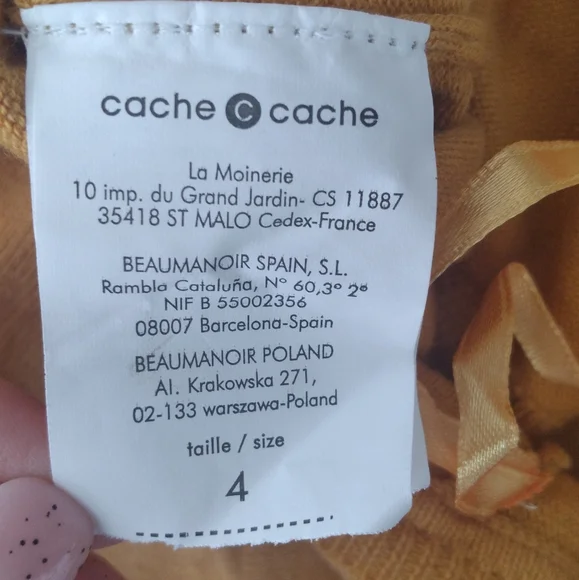 cache C cache
La Moinerie
10 imp. du Grand Jardin- CS 11887
35418 ST MALO Cedex-France
BEAUMANOIR SPAIN, S.L.
Rambla Cataluña, Nº 60,3º 2ª
NIF B 55002356
08007 Barcelona-Spain
BEAUMANOIR POLAND
Al. Krakowska 271,
02-133 warszawa-Poland
taille / size
4